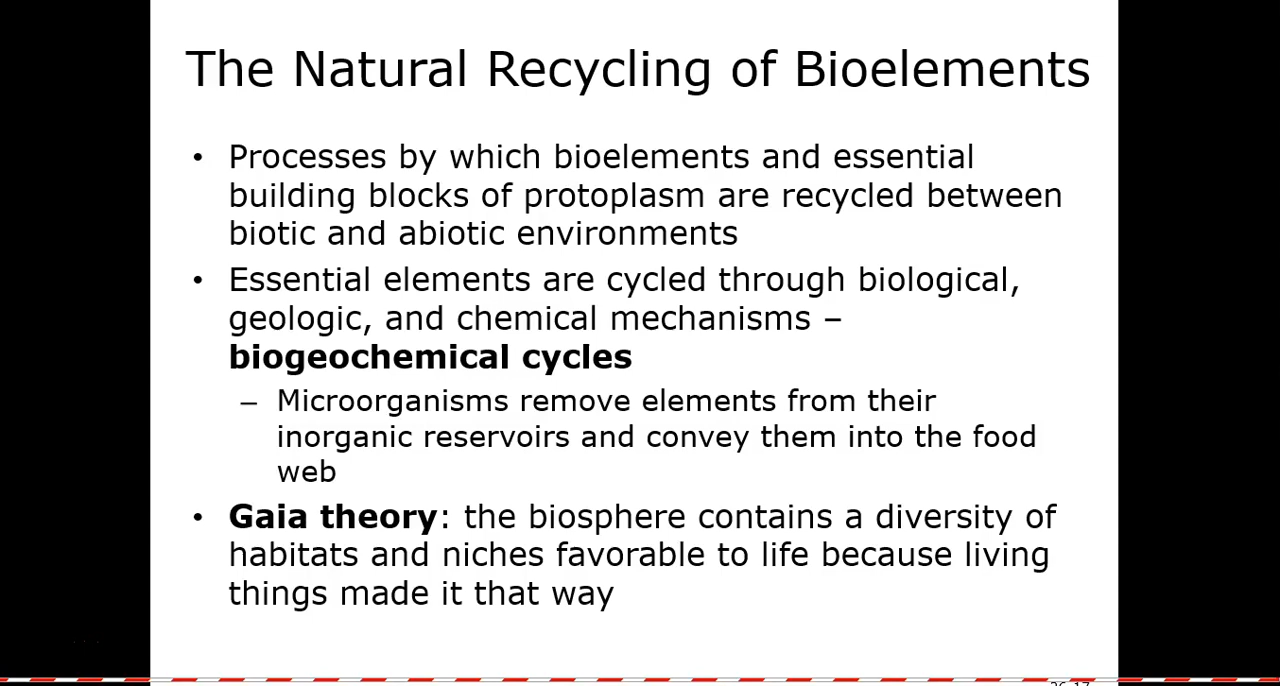 The Natural Recycling of Bioelements
• Processes by which bioelements and essential
building blocks of protoplasm are recycled between
biotic and abiotic environments
• Essential elements are cycled through biological,
geologic, and chemical mechanisms –
biogeochemical cycles
– Microorganisms remove elements from their
inorganic reservoirs and convey them into the food
web
• Gaia theory: the biosphere contains a diversity of
habitats and niches favorable to life because living
things made it that way